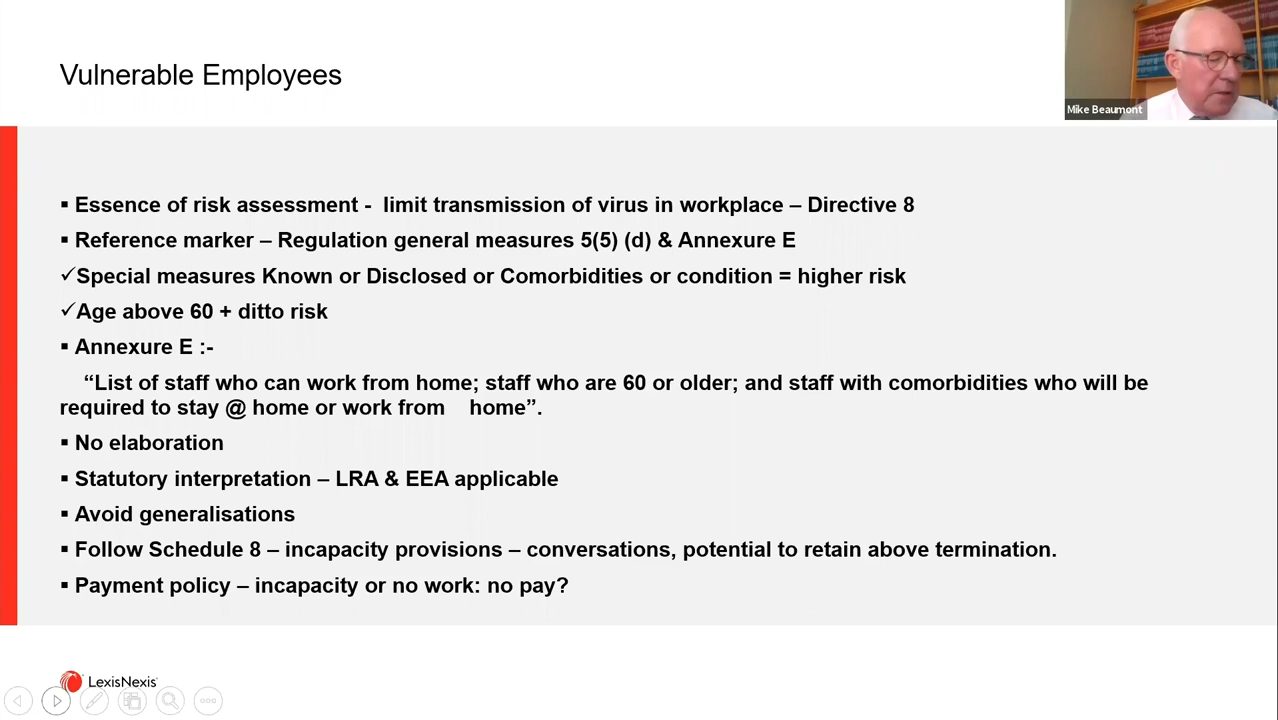 Vulnerable Employees
Mike Beaumont
▪ Essence of risk assessment -  limit transmission of virus in workplace – Directive 8
▪ Reference marker – Regulation general measures 5(5) (d) & Annexure E
✓Special measures Known or Disclosed or Comorbidities or condition = higher risk
✓Age above 60 + ditto risk
▪ Annexure E :-
“List of staff who can work from home; staff who are 60 or older; and staff with comorbidities who will be
required to stay @ home or work from    home”.
▪ No elaboration
▪ Statutory interpretation – LRA & EEA applicable
▪ Avoid generalisations
▪ Follow Schedule 8 – incapacity provisions – conversations, potential to retain above termination.
▪ Payment policy – incapacity or no work: no pay?
LexisNexis